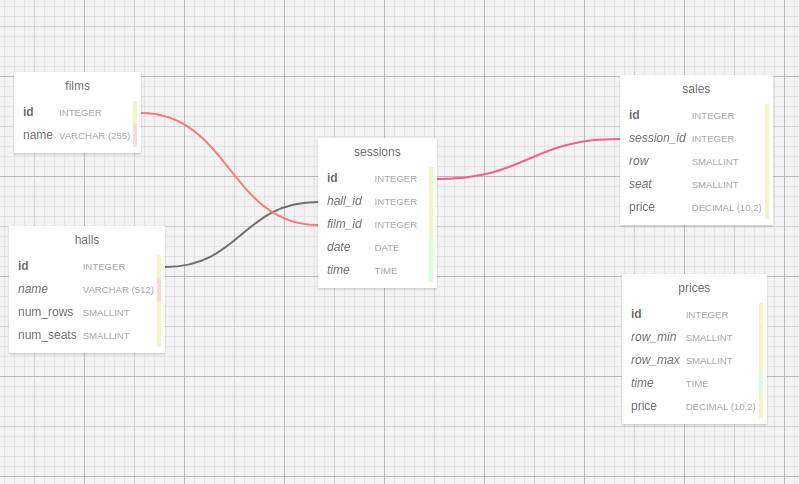 films
id INTEGER
name VARCHAR (255)
halls
id INTEGER
name VARCHAR (512)
num_rows SMALLINT
num_seats SMALLINT
sessions
id INTEGER
hall_id INTEGER
film_id INTEGER
date DATE
time TIME
sales
id INTEGER
session_id INTEGER
row SMALLINT
seat SMALLINT
price DECIMAL (10,2)
prices
id INTEGER
row_min SMALLINT
row_max SMALLINT
time TIME
price DECIMAL (10,2)